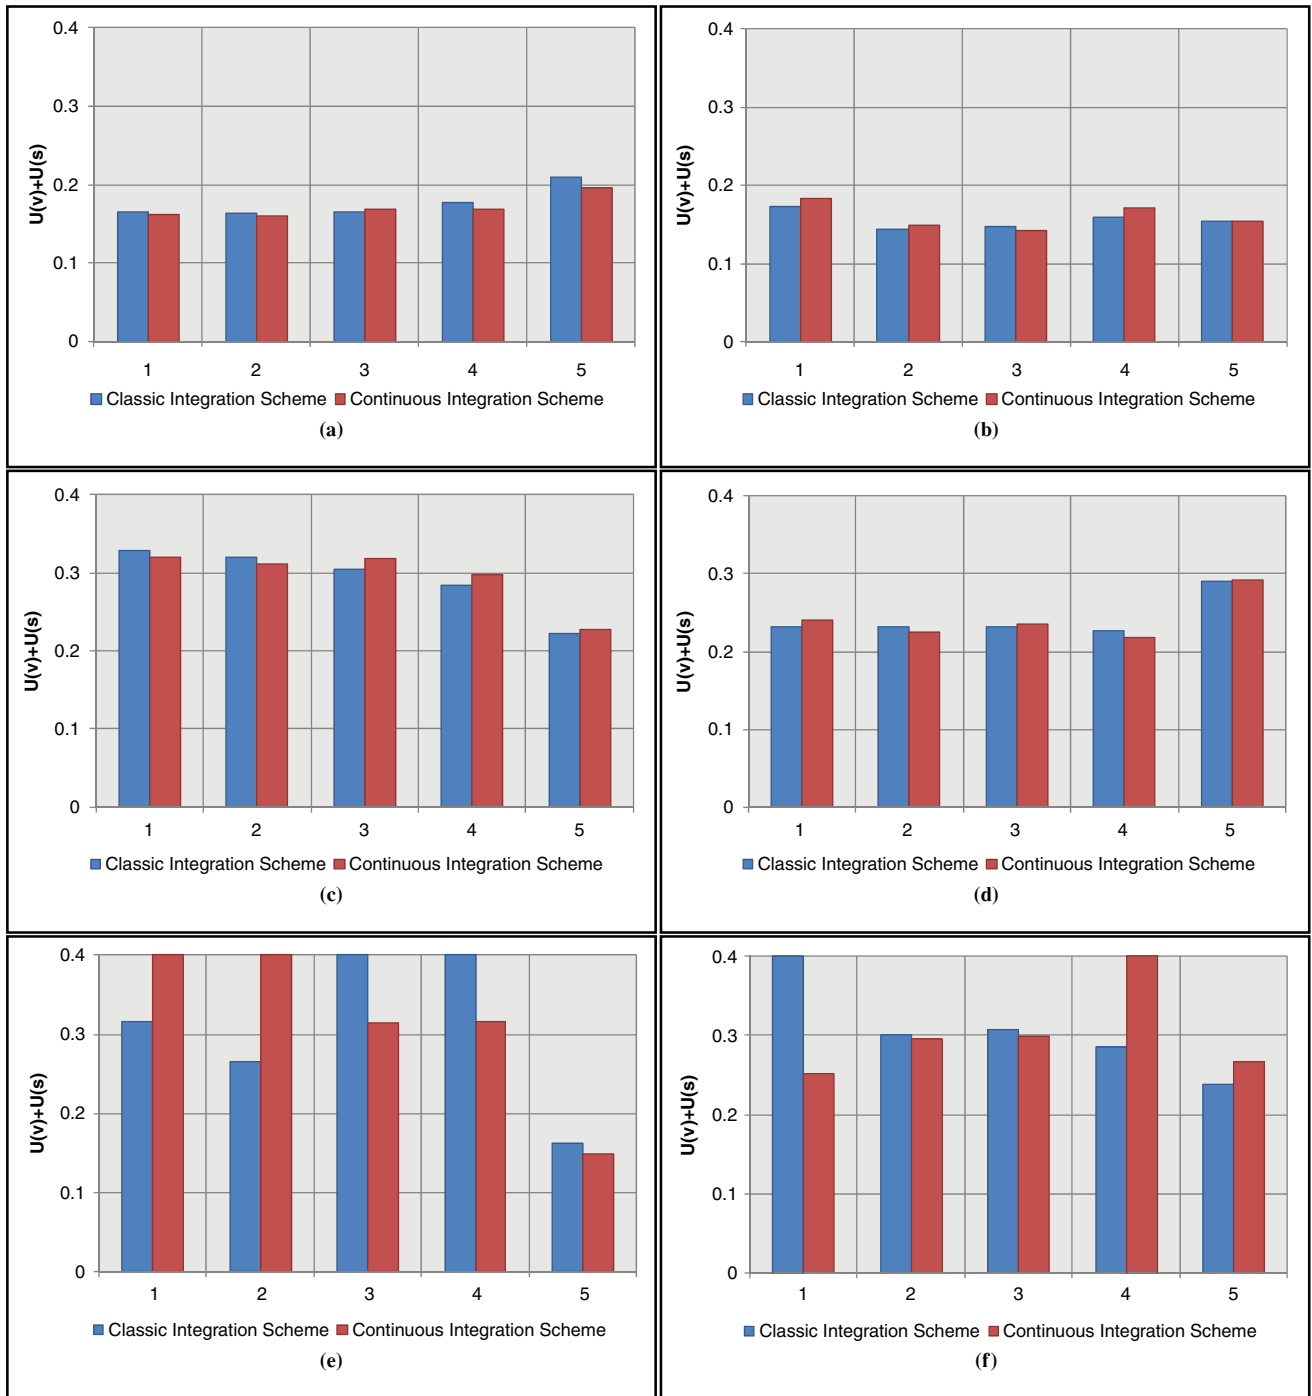 0.4
0.3
0.2
0.1
0
U(v)+U(s)
1 2 3 4 5
Classic Integration Scheme Continuous Integration Scheme
(a)
0.4
0.3
0.2
0.1
0
U(v)+U(s)
1 2 3 4 5
Classic Integration Scheme Continuous Integration Scheme
(b)
0.4
0.3
0.2
0.1
0
U(v)+U(s)
1 2 3 4 5
Classic Integration Scheme Continuous Integration Scheme
(c)
0.4
0.3
0.2
0.1
0
U(v)+U(s)
1 2 3 4 5
Classic Integration Scheme Continuous Integration Scheme
(d)
0.4
0.3
0.2
0.1
0
U(v)+U(s)
1 2 3 4 5
Classic Integration Scheme Continuous Integration Scheme
(e)
0.4
0.3
0.2
0.1
0
U(v)+U(s)
1 2 3 4 5
Classic Integration Scheme Continuous Integration Scheme
(f)